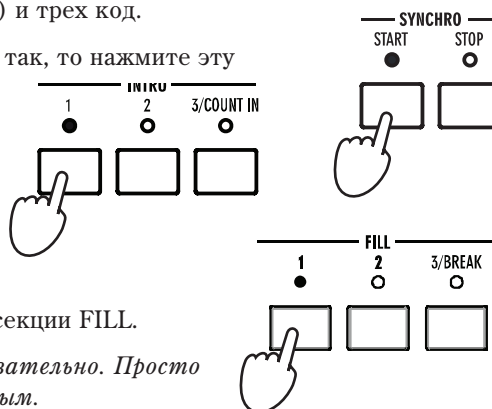 ) и трех код.
SYNCHRO
START STOP
так, то нажмите эту
INTRO
1 2 3/COUNT IN
FILL
1 2 3/BREAK
секции FILL.
зательно. Просто
ым.